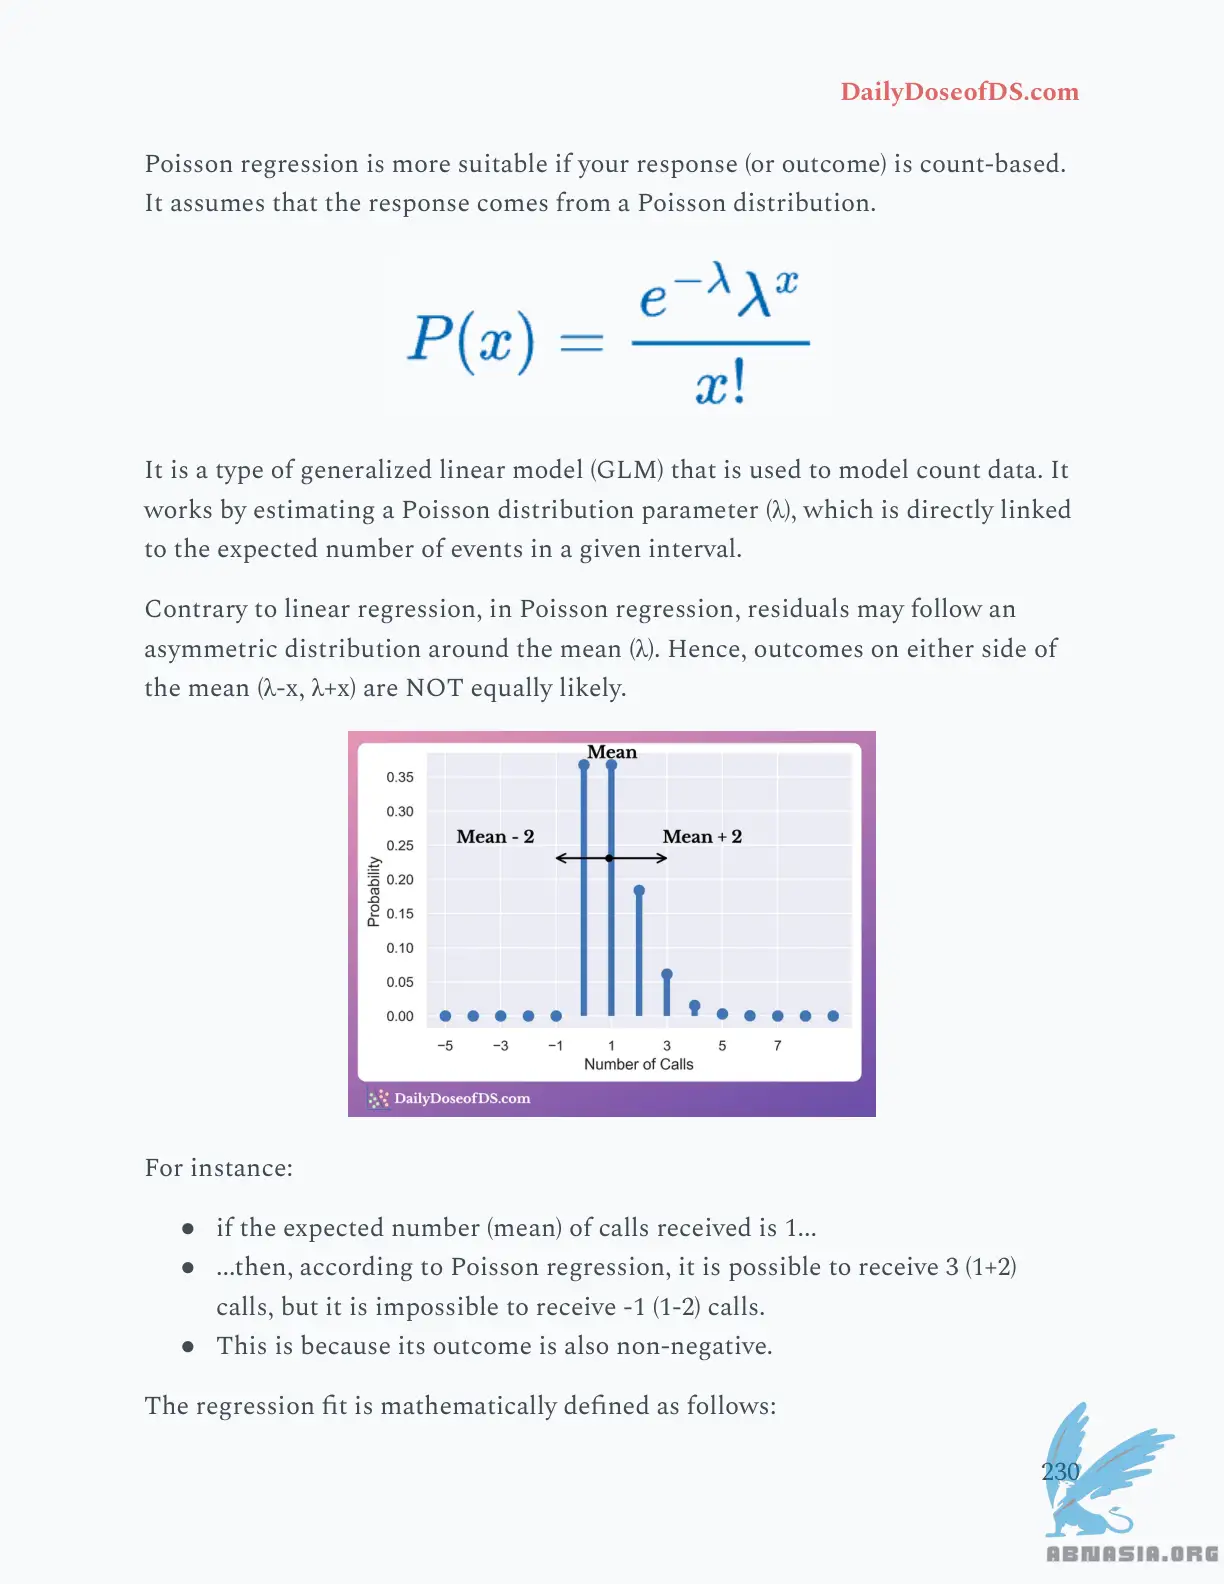 DailyDoseofDS.com
Poisson regression is more suitable if your response (or outcome) is count-based.
It assumes that the response comes from a Poisson distribution.
P(x) = e^{-λ} λ^x / x!
It is a type of generalized linear model (GLM) that is used to model count data. It
works by estimating a Poisson distribution parameter (λ), which is directly linked
to the expected number of events in a given interval.
Contrary to linear regression, in Poisson regression, residuals may follow an
asymmetric distribution around the mean (λ). Hence, outcomes on either side of
the mean (λ-x, λ+x) are NOT equally likely.
Mean
0.35
0.30
Mean - 2
Mean + 2
0.25
0.20
0.15
0.10
0.05
0.00
Probability
−5 −3 −1 1 3 5 7
Number of Calls
DailyDoseofDS.com
For instance:
● if the expected number (mean) of calls received is 1...
● ...then, according to Poisson regression, it is possible to receive 3 (1+2)
calls, but it is impossible to receive -1 (1-2) calls.
● This is because its outcome is also non-negative.
The regression fit is mathematically defined as follows:
230
ABNASIA.ORG